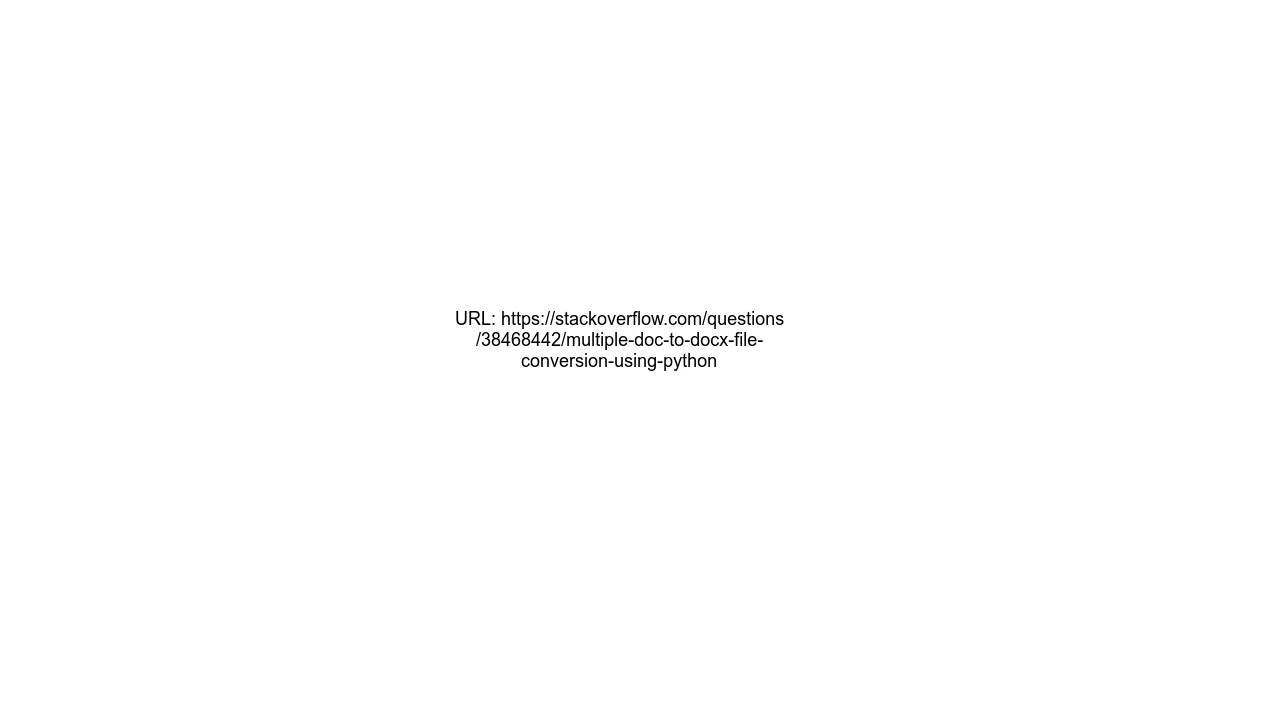 URL: https://stackoverflow.com/questions
/38468442/multiple-doc-to-docx-file-
conversion-using-python